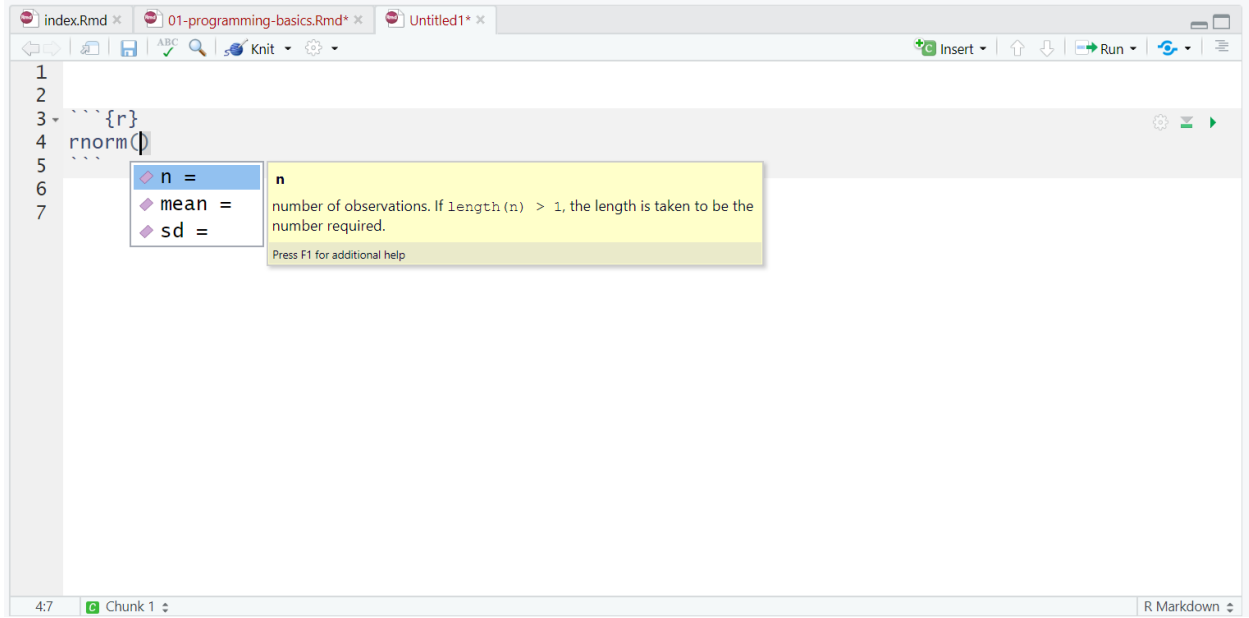 index.Rmd × 01-programming-basics.Rmd* × Untitled1* ×
ABC Knit Insert Run
1
2
3 ```{r}
4 rnorm()
5 ```
6
7
n =
mean =
sd =
n
number of observations. If length(n) > 1, the length is taken to be the
number required.
Press F1 for additional help
4:7 C Chunk 1 R Markdown